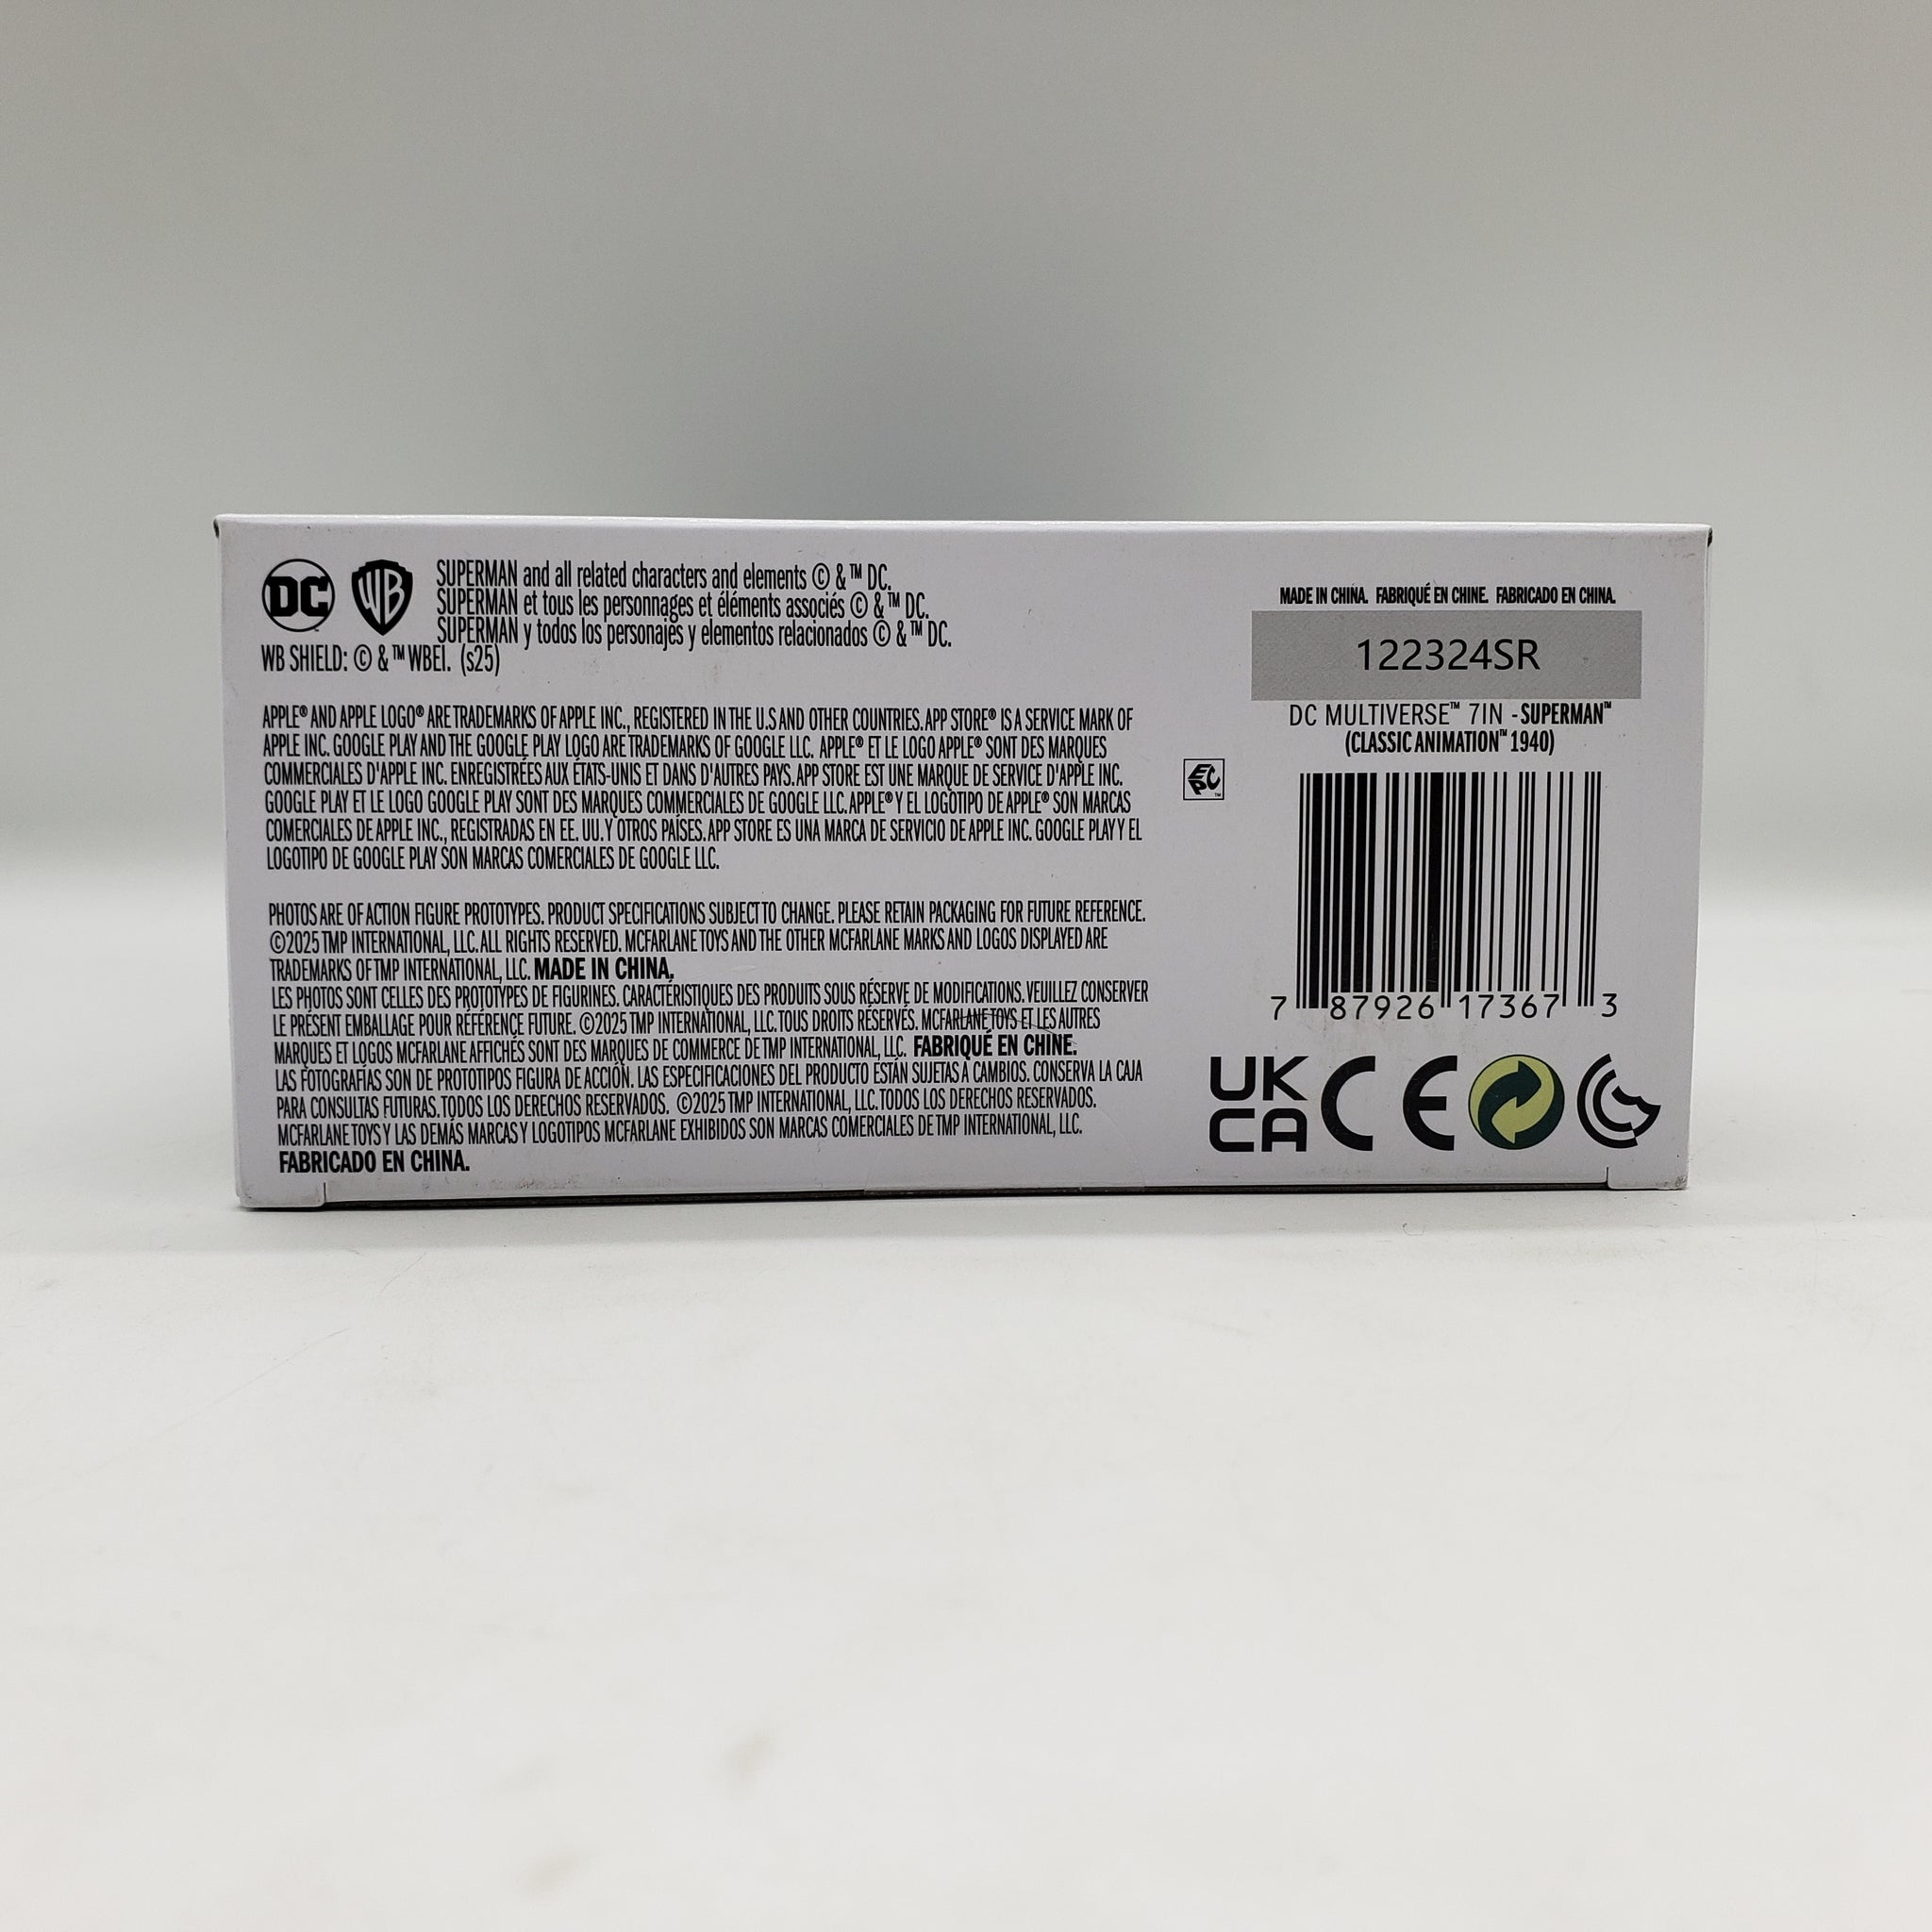 DC
WB
SUPERMAN and all related characters and elements © & ™ DC.
SUPERMAN et tous les personnages et éléments associés © & ™ DC.
SUPERMAN y todos los personajes y elementos relacionados © & ™ DC.
WB SHIELD: © & ™ WBEI. (s25)
APPLE® AND APPLE LOGO® ARE TRADEMARKS OF APPLE INC., REGISTERED IN THE U.S AND OTHER COUNTRIES. APP STORE® IS A SERVICE MARK OF
APPLE INC. GOOGLE PLAY AND THE GOOGLE PLAY LOGO ARE TRADEMARKS OF GOOGLE LLC. APPLE® ET LE LOGO APPLE® SONT DES MARQUES
COMMERCIALES D'APPLE INC. ENREGISTRÉES AUX ÉTATS-UNIS ET DANS D'AUTRES PAYS. APP STORE EST UNE MARQUE DE SERVICE D'APPLE INC.
GOOGLE PLAY ET LE LOGO GOOGLE PLAY SONT DES MARQUES COMMERCIALES DE GOOGLE LLC. APPLE® Y EL LOGOTIPO DE APPLE® SON MARCAS
COMERCIALES DE APPLE INC., REGISTRADAS EN EE. UU. Y OTROS PAÍSES. APP STORE ES UNA MARCA DE SERVICIO DE APPLE INC. GOOGLE PLAY Y EL
LOGOTIPO DE GOOGLE PLAY SON MARCAS COMERCIALES DE GOOGLE LLC.
PHOTOS ARE OF ACTION FIGURE PROTOTYPES. PRODUCT SPECIFICATIONS SUBJECT TO CHANGE. PLEASE RETAIN PACKAGING FOR FUTURE REFERENCE.
©2025 TMP INTERNATIONAL, LLC. ALL RIGHTS RESERVED. MCFARLANE TOYS AND THE OTHER MCFARLANE MARKS AND LOGOS DISPLAYED ARE
TRADEMARKS OF TMP INTERNATIONAL, LLC. MADE IN CHINA.
LES PHOTOS SONT CELLES DES PROTOTYPES DE FIGURINES. CARACTÉRISTIQUES DES PRODUITS SOUS RÉSERVE DE MODIFICATIONS. VEUILLEZ CONSERVER
LE PRÉSENT EMBALLAGE POUR RÉFÉRENCE FUTURE. ©2025 TMP INTERNATIONAL, LLC. TOUS DROITS RÉSERVÉS. MCFARLANE TOYS ET LES AUTRES
MARQUES ET LOGOS MCFARLANE AFFICHÉS SONT DES MARQUES DE COMMERCE DE TMP INTERNATIONAL, LLC. FABRIQUÉ EN CHINE.
LAS FOTOGRAFÍAS SON DE PROTOTIPOS FIGURA DE ACCIÓN. LAS ESPECIFICACIONES DEL PRODUCTO ESTÁN SUJETAS A CAMBIOS. CONSERVA LA CAJA
PARA CONSULTAS FUTURAS. TODOS LOS DERECHOS RESERVADOS. ©2025 TMP INTERNATIONAL, LLC. TODOS LOS DERECHOS RESERVADOS.
MCFARLANE TOYS Y LAS DEMÁS MARCAS Y LOGOTIPOS MCFARLANE EXHIBIDOS SON MARCAS COMERCIALES DE TMP INTERNATIONAL, LLC.
FABRICADO EN CHINA.
EPC™
MADE IN CHINA. FABRIQUÉ EN CHINE. FABRICADO EN CHINA.
122324SR
DC MULTIVERSE™ 7IN - SUPERMAN™
(CLASSIC ANIMATION™ 1940)
7 87926 17367 3
UK
CA
CE